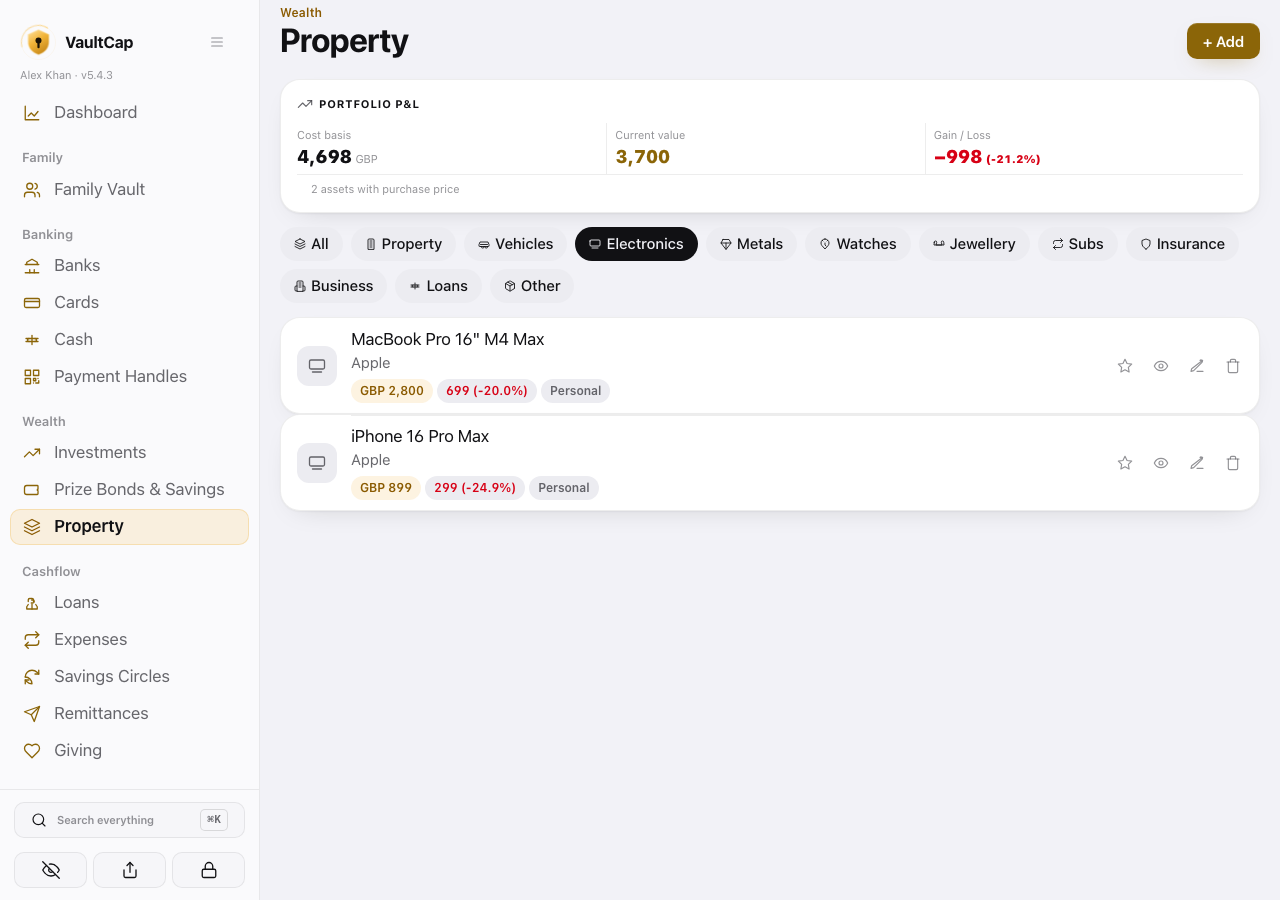 VaultCap
Alex Khan · v5.4.3
Dashboard
Family
Family Vault
Banking
Banks
Cards
Cash
Payment Handles
Wealth
Investments
Prize Bonds & Savings
Property
Cashflow
Loans
Expenses
Savings Circles
Remittances
Giving
Search everything ⌘K
Wealth
Property
+ Add
PORTFOLIO P&L
Cost basis
4,698 GBP
Current value
3,700
Gain / Loss
−998 (-21.2%)
2 assets with purchase price
All Property Vehicles Electronics Metals Watches Jewellery Subs Insurance
Business Loans Other
MacBook Pro 16" M4 Max
Apple
GBP 2,800 699 (-20.0%) Personal
iPhone 16 Pro Max
Apple
GBP 899 299 (-24.9%) Personal